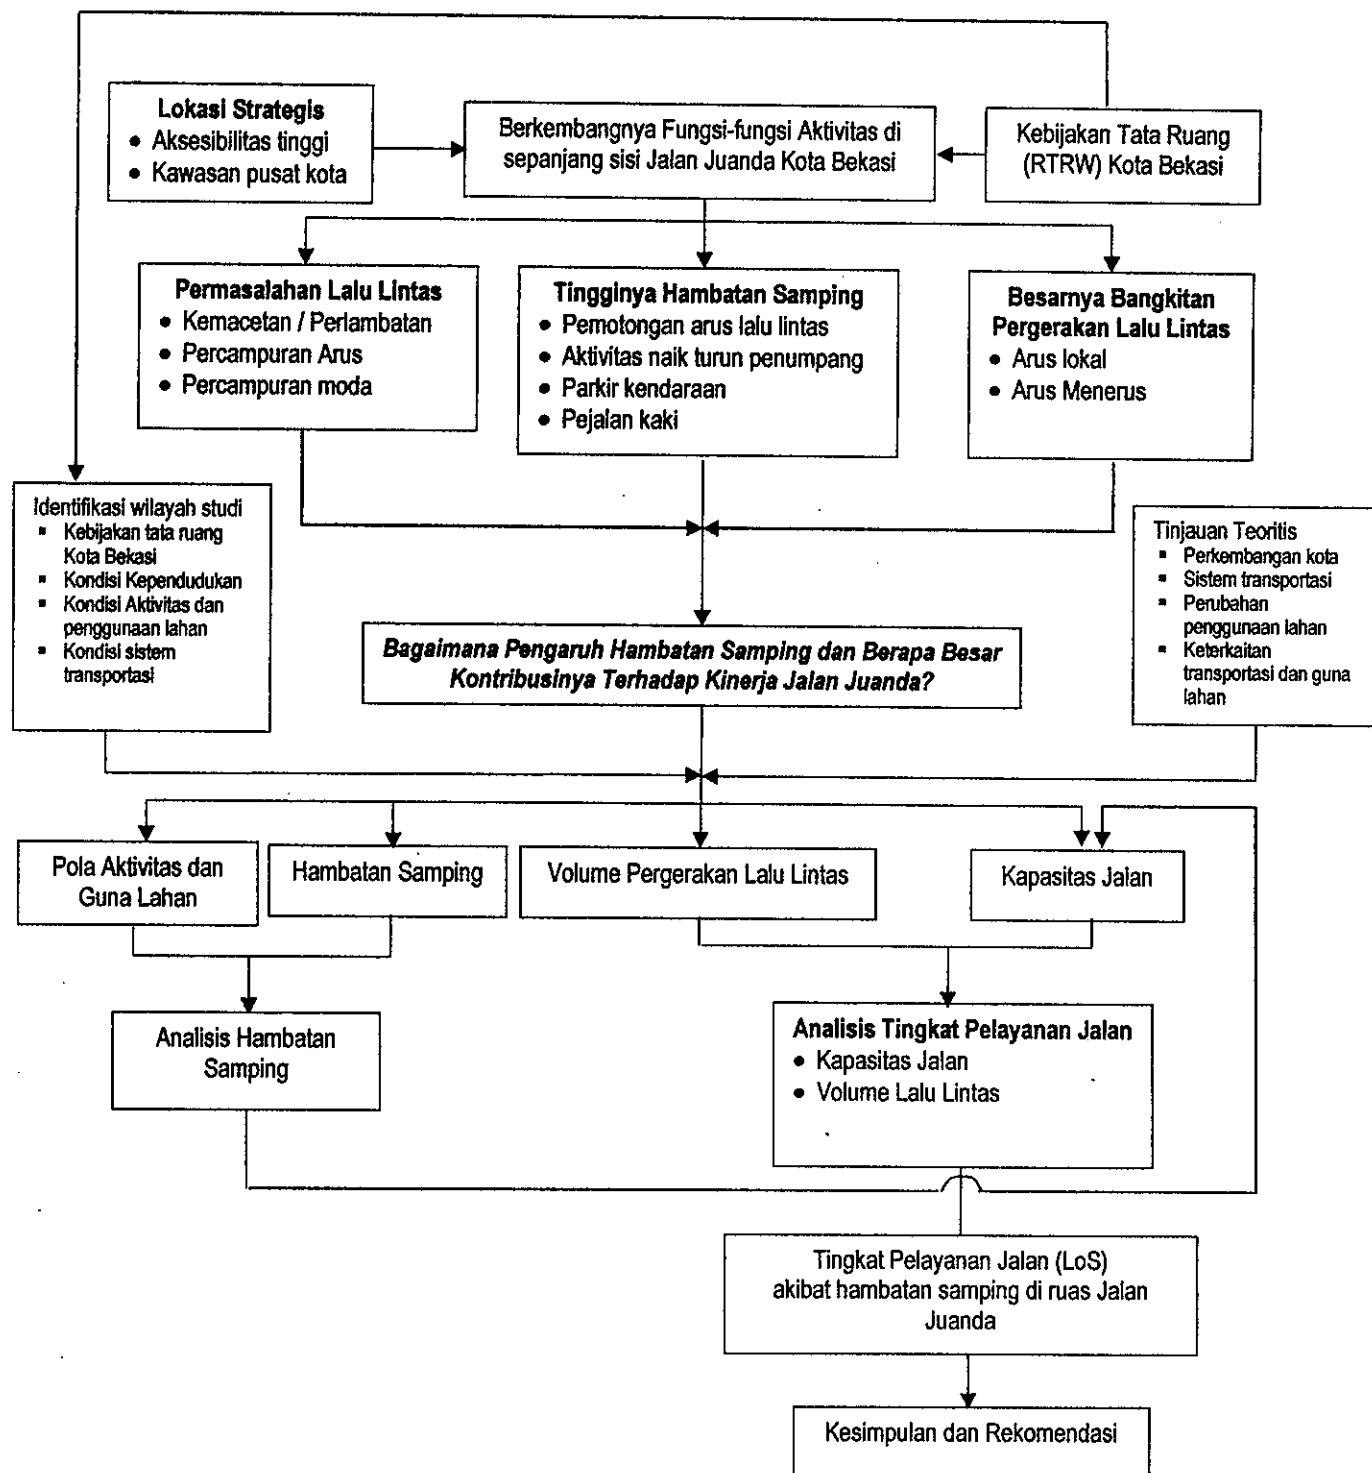 Lokasi Strategis
● Aksesibilitas tinggi
● Kawasan pusat kota
Berkembangnya Fungsi-fungsi Aktivitas di
sepanjang sisi Jalan Juanda Kota Bekasi
Kebijakan Tata Ruang
(RTRW) Kota Bekasi
Permasalahan Lalu Lintas
● Kemacetan / Perlambatan
● Percampuran Arus
● Percampuran moda
Tingginya Hambatan Samping
● Pemotongan arus lalu lintas
● Aktivitas naik turun penumpang
● Parkir kendaraan
● Pejalan kaki
Besarnya Bangkitan
Pergerakan Lalu Lintas
● Arus lokal
● Arus Menerus
Identifikasi wilayah studi
▪ Kebijakan tata ruang
Kota Bekasi
▪ Kondisi Kependudukan
▪ Kondisi Aktivitas dan
penggunaan lahan
▪ Kondisi sistem
transportasi
Tinjauan Teoritis
▪ Perkembangan kota
▪ Sistem transportasi
▪ Perubahan
penggunaan lahan
▪ Keterkaitan
transportasi dan guna
lahan
Bagaimana Pengaruh Hambatan Samping dan Berapa Besar
Kontribusinya Terhadap Kinerja Jalan Juanda?
Pola Aktivitas dan
Guna Lahan
Hambatan Samping
Volume Pergerakan Lalu Lintas
Kapasitas Jalan
Analisis Hambatan
Samping
Analisis Tingkat Pelayanan Jalan
● Kapasitas Jalan
● Volume Lalu Lintas
Tingkat Pelayanan Jalan (LoS)
akibat hambatan samping di ruas Jalan
Juanda
Kesimpulan dan Rekomendasi